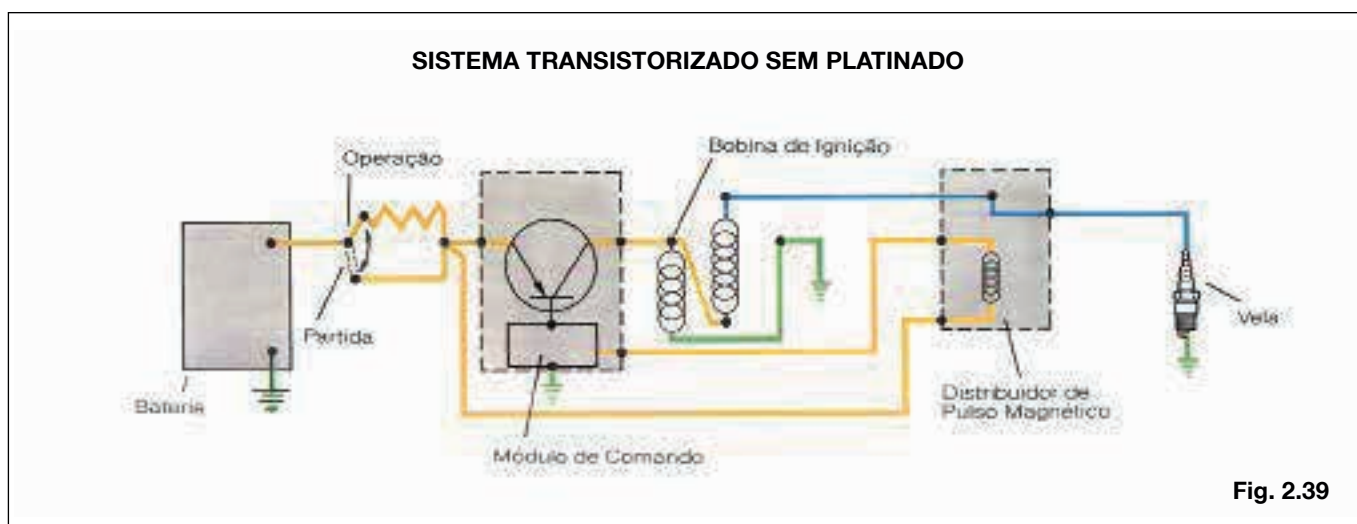 SISTEMA TRANSISTORIZADO SEM PLATINADO
Operação
Bobina de Ignição
Partida
Bateria
Vela
Distribuidor de
Pulso Magnético
Módulo de Comando
Fig. 2.39